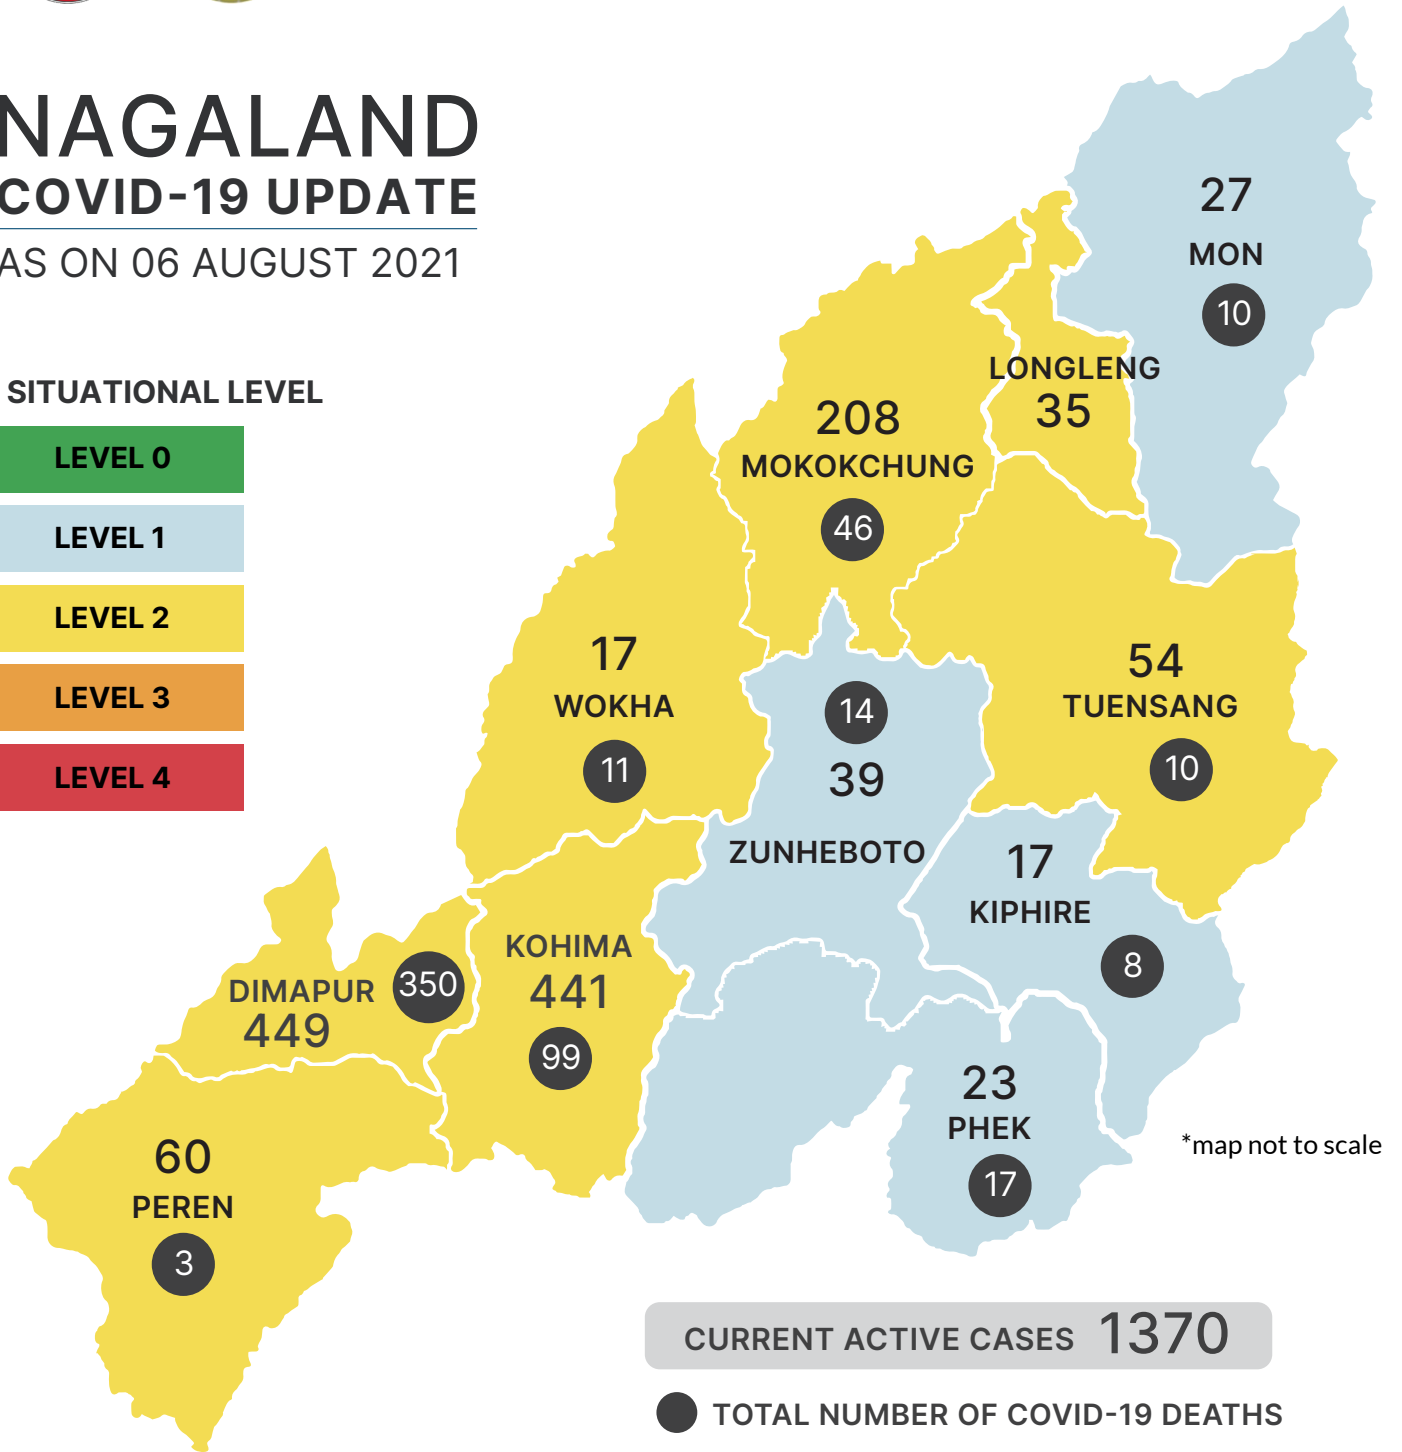 NAGALAND
COVID-19 UPDATE
AS ON 06 AUGUST 2021
SITUATIONAL LEVEL
LEVEL 0
LEVEL 1
LEVEL 2
LEVEL 3
LEVEL 4
27
MON
10
LONGLENG
35
208
MOKOKCHUNG
46
17
WOKHA
11
54
TUENSANG
10
14
39
ZUNHEBOTO
17
KIPHIRE
8
KOHIMA
441
99
DIMAPUR
350
449
23
PHEK
17
60
PEREN
3
*map not to scale
CURRENT ACTIVE CASES 1370
TOTAL NUMBER OF COVID-19 DEATHS